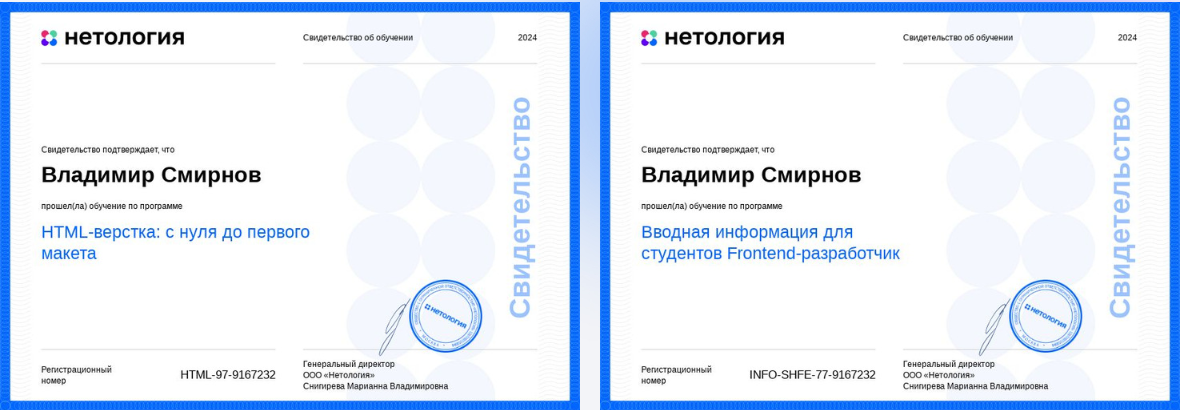 нетология
Свидетельство об обучении
2024
Свидетельство
Свидетельство подтверждает, что
Владимир Смирнов
прошел(ла) обучение по программе
HTML-верстка: с нуля до первого
макета
нетология
Регистрационный
номер
HTML-97-9167232
Генеральный директор
ООО «Нетология»
Снигирева Марианна Владимировна
нетология
Свидетельство об обучении
2024
Свидетельство
Свидетельство подтверждает, что
Владимир Смирнов
прошел(ла) обучение по программе
Вводная информация для
студентов Frontend-разработчик
нетология
Регистрационный
номер
INFO-SHFE-77-9167232
Генеральный директор
ООО «Нетология»
Снигирева Марианна Владимировна